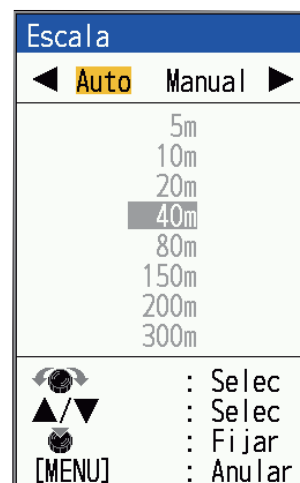 Escala
◀ Auto Manual ▶
5m
10m
20m
40m
80m
150m
200m
300m
: Selec
▲/▼ : Selec
: Fijar
[MENU] : Anular